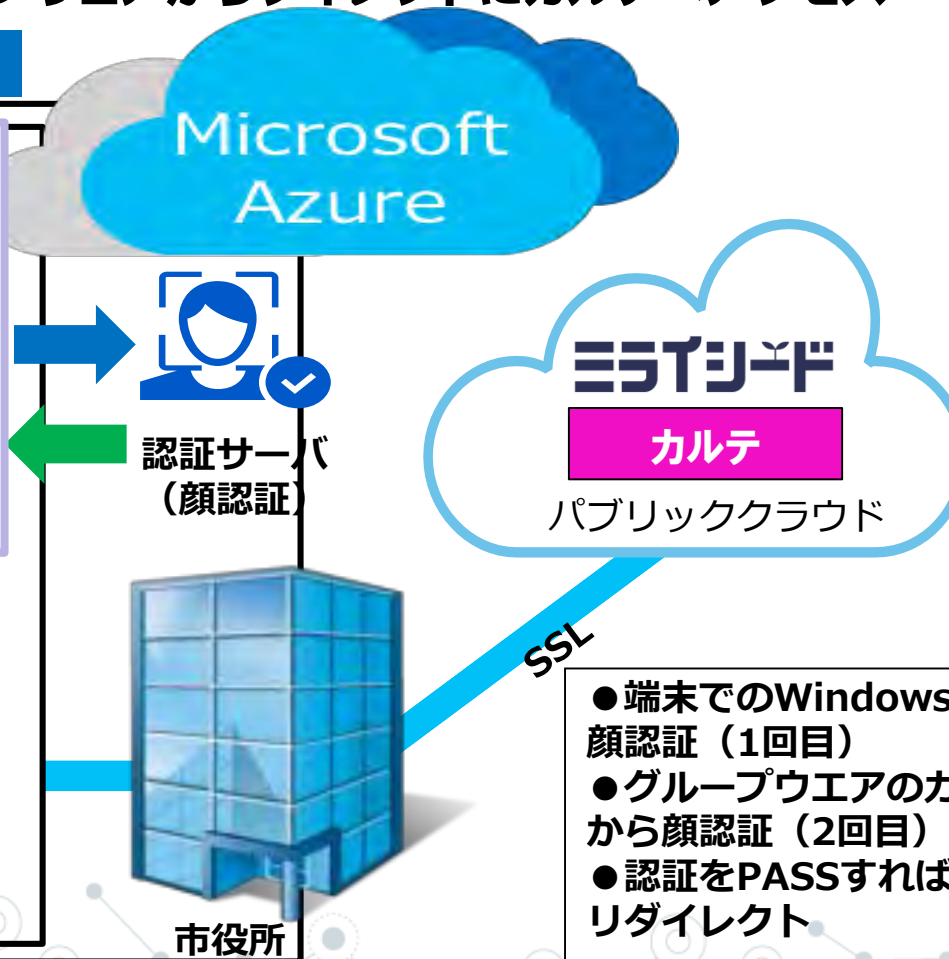 Microsoft
Azure
ミライシード
カルテ
パブリッククラウド
認証サーバ
（顔認証）
SSL
市役所
●端末でのWindows
顔認証（1回目）
●グループウエアのカ
から顔認証（2回目）
●認証をPASSすれば
リダイレクト